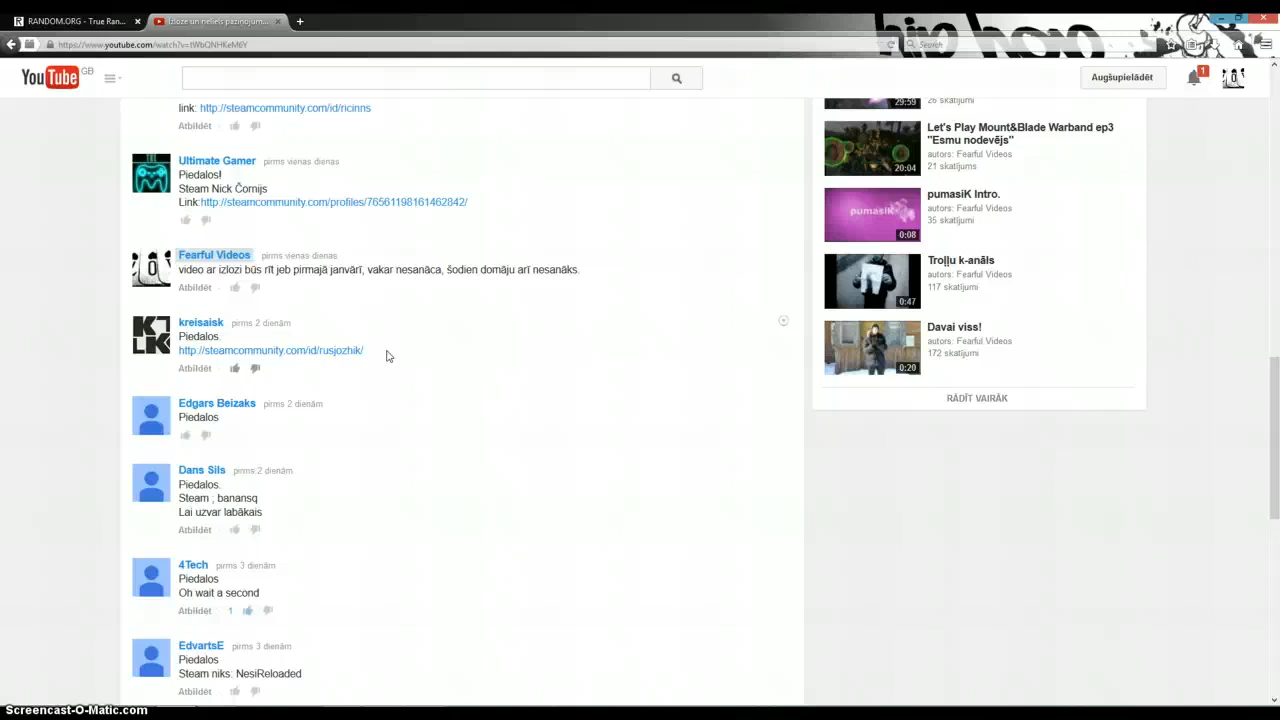 RANDOM.ORG - True Ran...
Izloze un neliels paziņojum...
https://www.youtube.com/watch?v=tWbQNHKeM6Y
Search
YouTube GB
Augšupielādēt
1
link: http://steamcommunity.com/id/ricinns
Atbildēt
Ultimate Gamer pirms vienas dienas
Piedalos!
Steam Nick Čornijs
Link:http://steamcommunity.com/profiles/76561198161462842/
Fearful Videos pirms vienas dienas
video ar izlozi būs rīt jeb pirmajā janvārī, vakar nesanāca, šodien domāju arī nesanāks.
Atbildēt
kreisaisk pirms 2 dienām
Piedalos.
http://steamcommunity.com/id/rusjozhik/
Atbildēt
Edgars Beizaks pirms 2 dienām
Piedalos
Dans Sils pirms 2 dienām
Piedalos.
Steam ; banansq
Lai uzvar labākais
Atbildēt
4Tech pirms 3 dienām
Piedalos
Oh wait a second
Atbildēt 1
EdvartsE pirms 3 dienām
Piedalos
Steam niks: NesiReloaded
Atbildēt
29:59
26 skatījumi
Let's Play Mount&Blade Warband ep3
"Esmu nodevējs"
autors: Fearful Videos
21 skatījums
20:04
pumasiK Intro.
autors: Fearful Videos
35 skatījumi
pumasiK
0:08
Troļļu k-anāls
autors: Fearful Videos
117 skatījumi
0:47
Davai viss!
autors: Fearful Videos
172 skatījumi
0:20
RĀDĪT VAIRĀK
Screencast-O-Matic.com